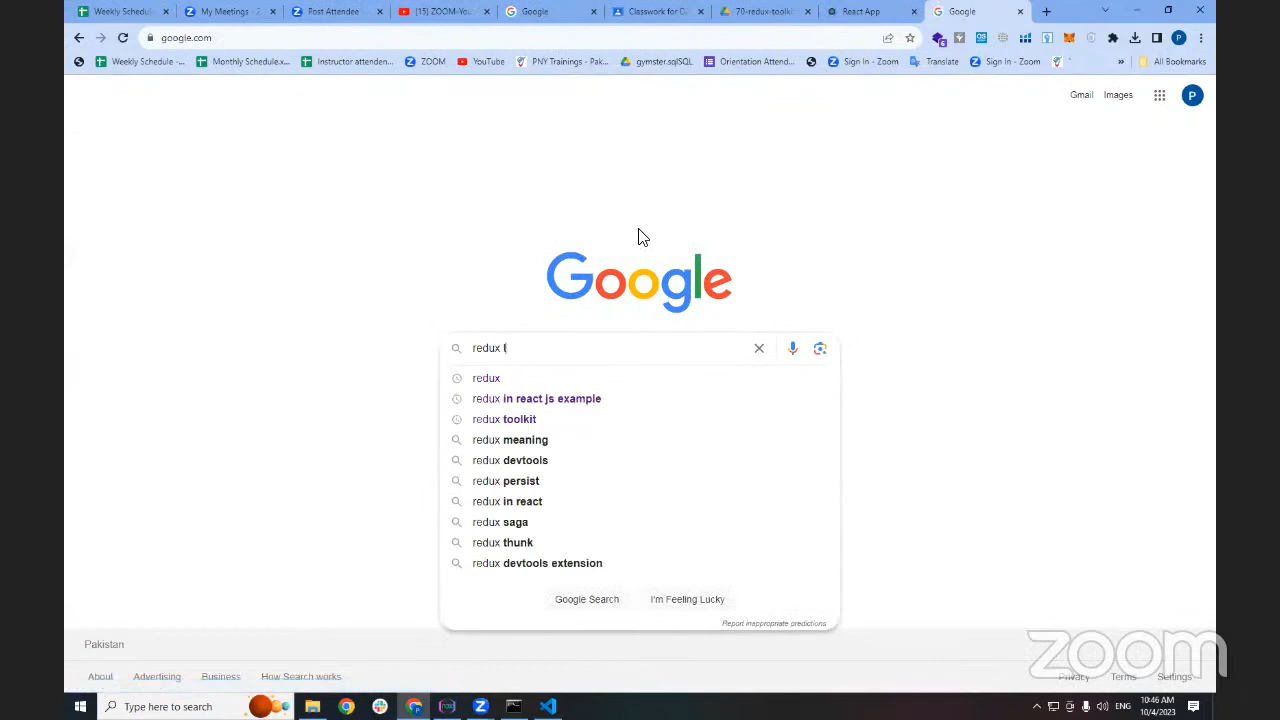 Weekly Schedul
My Meetings - Z
Post Attendee
(15) ZOOM-You
Google
Classwork for Da
70-redux-toolki
React App
Google
google.com
Weekly Schedule -...
Monthly Schedule.x...
Instructor attenden...
ZOOM
YouTube
PNY Trainings - Pak...
gymster.sqlSQL
Orientation Attend...
Sign In - Zoom
Translate
Sign In - Zoom
»
All Bookmarks
Gmail
Images
P
Google
redux t
redux
redux in react js example
redux toolkit
redux meaning
redux devtools
redux persist
redux in react
redux saga
redux thunk
redux devtools extension
Google Search
I'm Feeling Lucky
Report inappropriate predictions
Pakistan
zoom
About
Advertising
Business
How Search works
Privacy
Terms
Settings
Type here to search
ENG
10:46 AM
10/4/2023